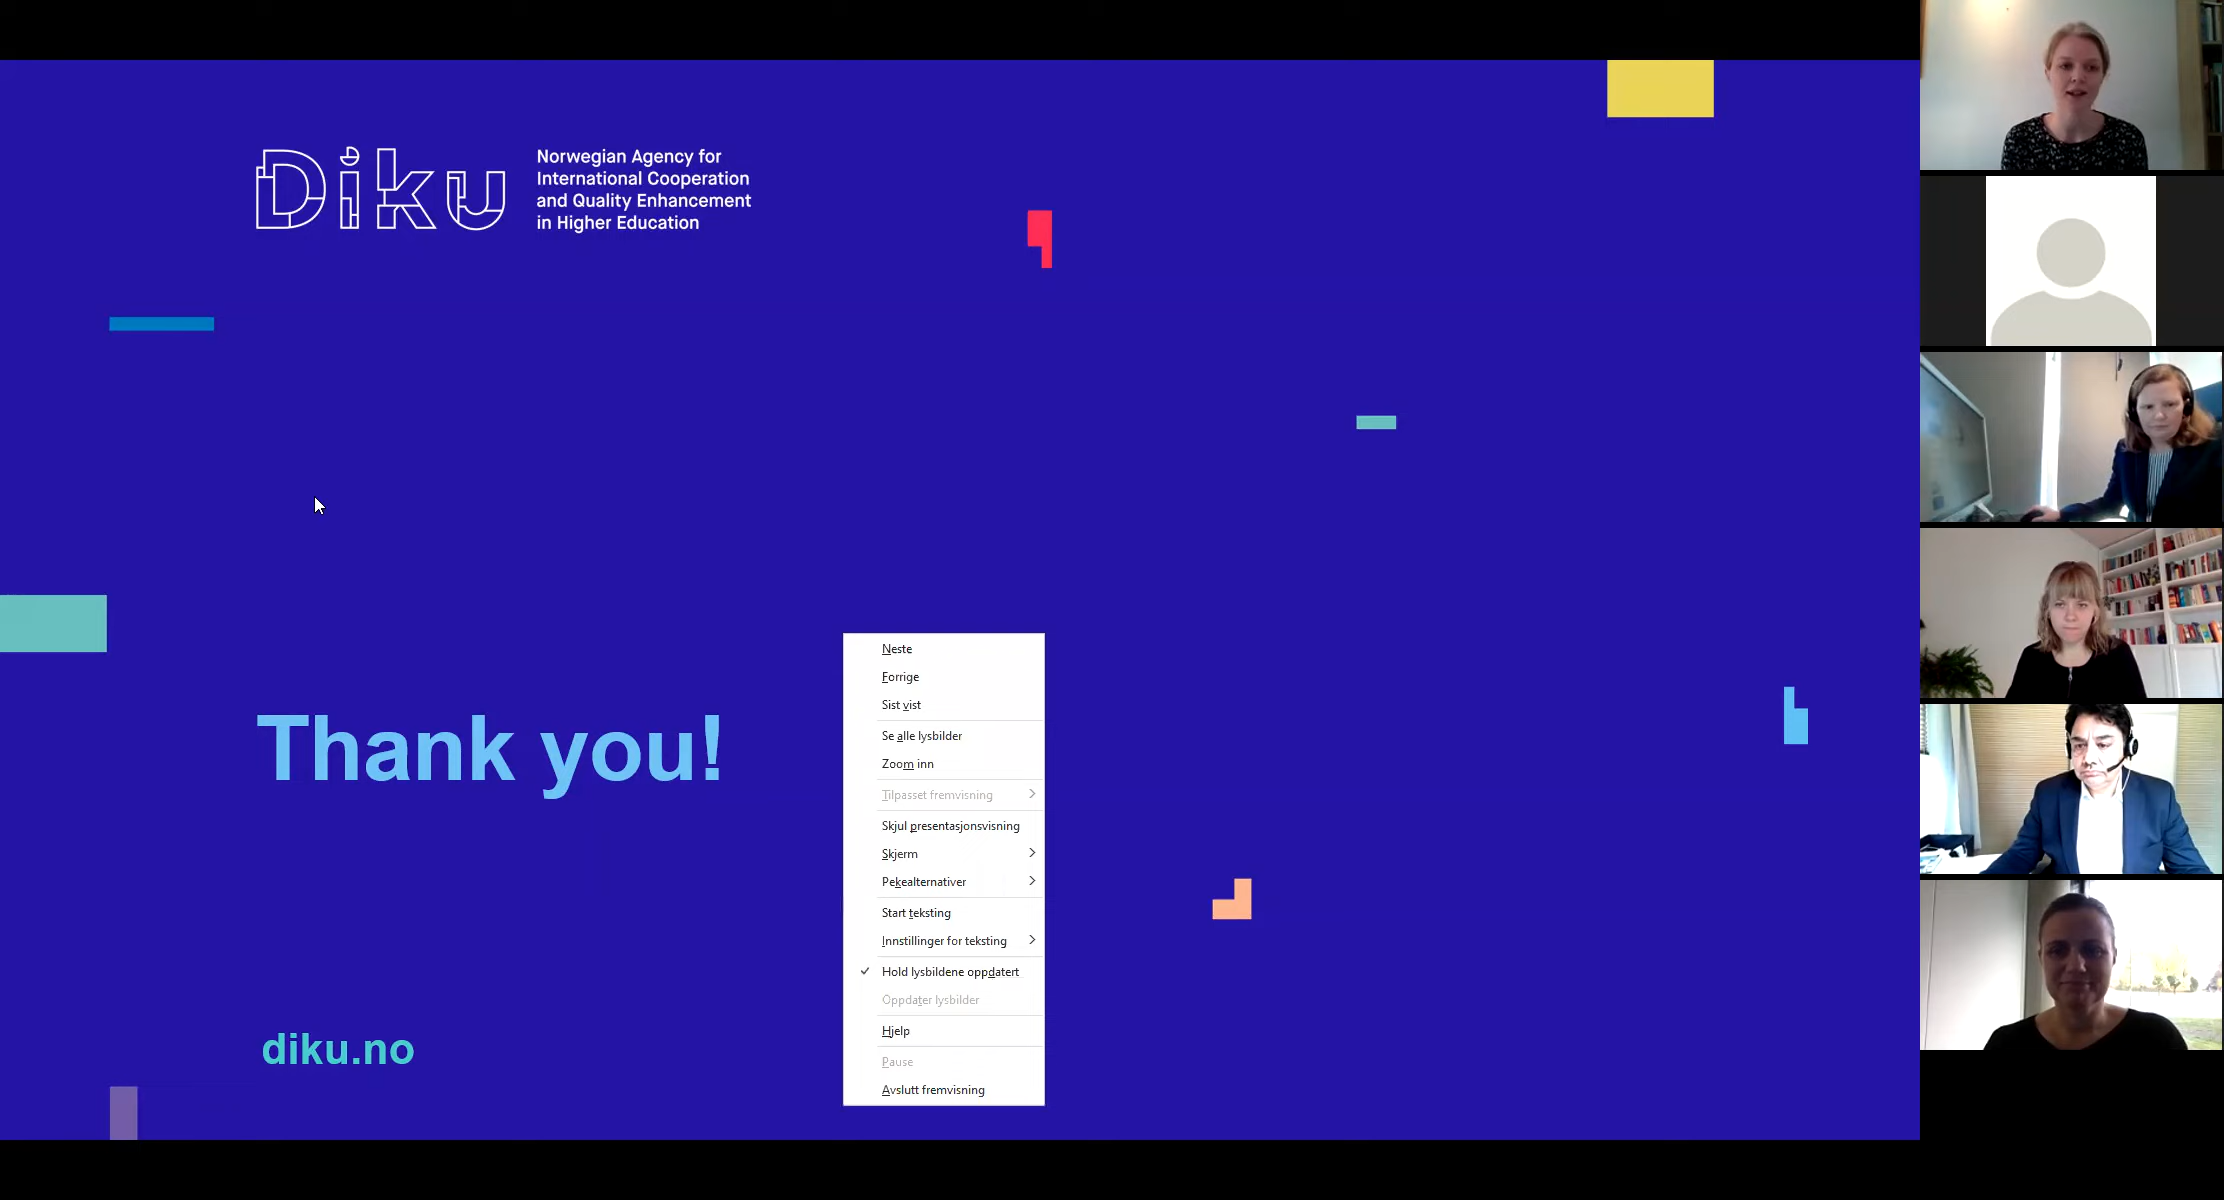 Diku
Norwegian Agency for
International Cooperation
and Quality Enhancement
in Higher Education
Thank you!
diku.no
Neste
Forrige
Sist vist
Se alle lysbilder
Zoom inn
Tilpasset fremvisning
Skjul presentasjonsvisning
Skjerm
Pekealternativer
Start teksting
Innstillinger for teksting
Hold lysbildene oppdatert
Oppdater lysbilder
Hjelp
Pause
Avslutt fremvisning